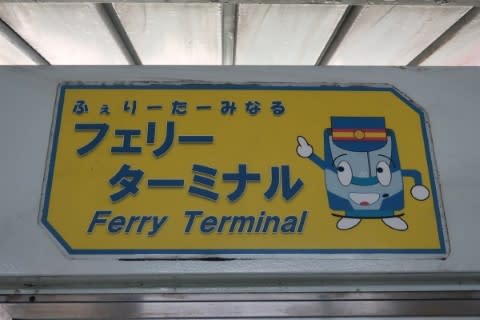 ふぇりーたーみなる
フェリー
ターミナル
Ferry Terminal